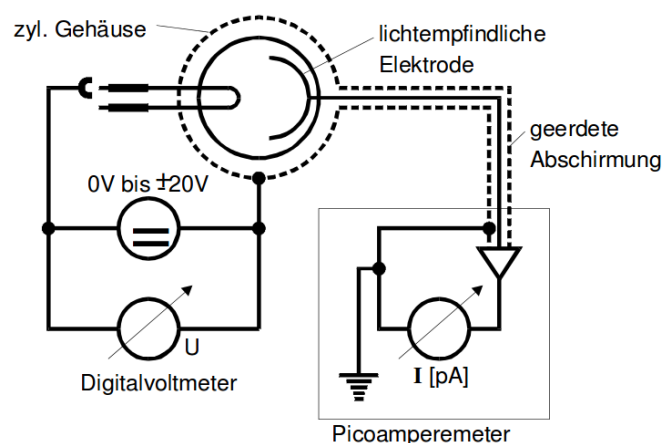 zyl. Gehäuse
lichtempfindliche
Elektrode
geerdete
Abschirmung
0V bis ±20V
U
Digitalvoltmeter
I [pA]
Picoamperemeter